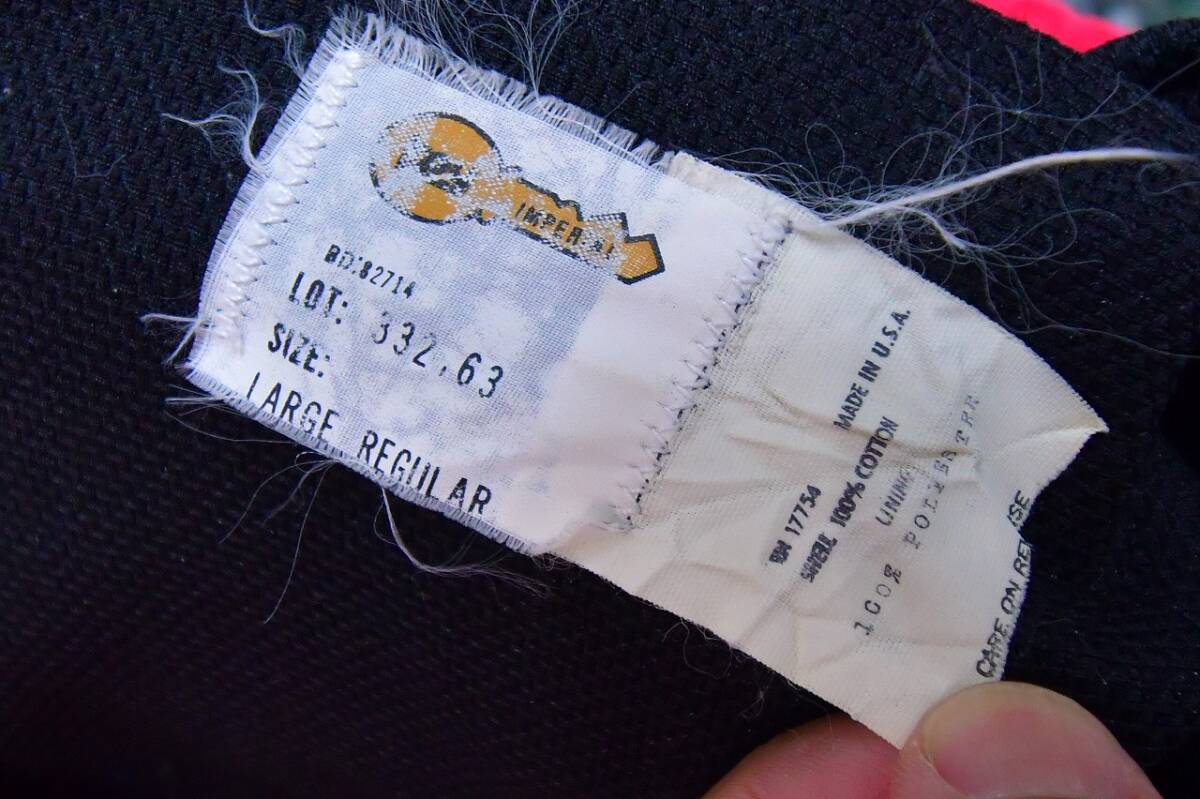 IMPERIAL
BD:82714
LOT: 332.63
SIZE:
LARGE REGULAR
MADE IN U.S.A.
RN 17754
SHELL 100% COTTON
LINING
100% POLYESTER
CARE ON REVERSE